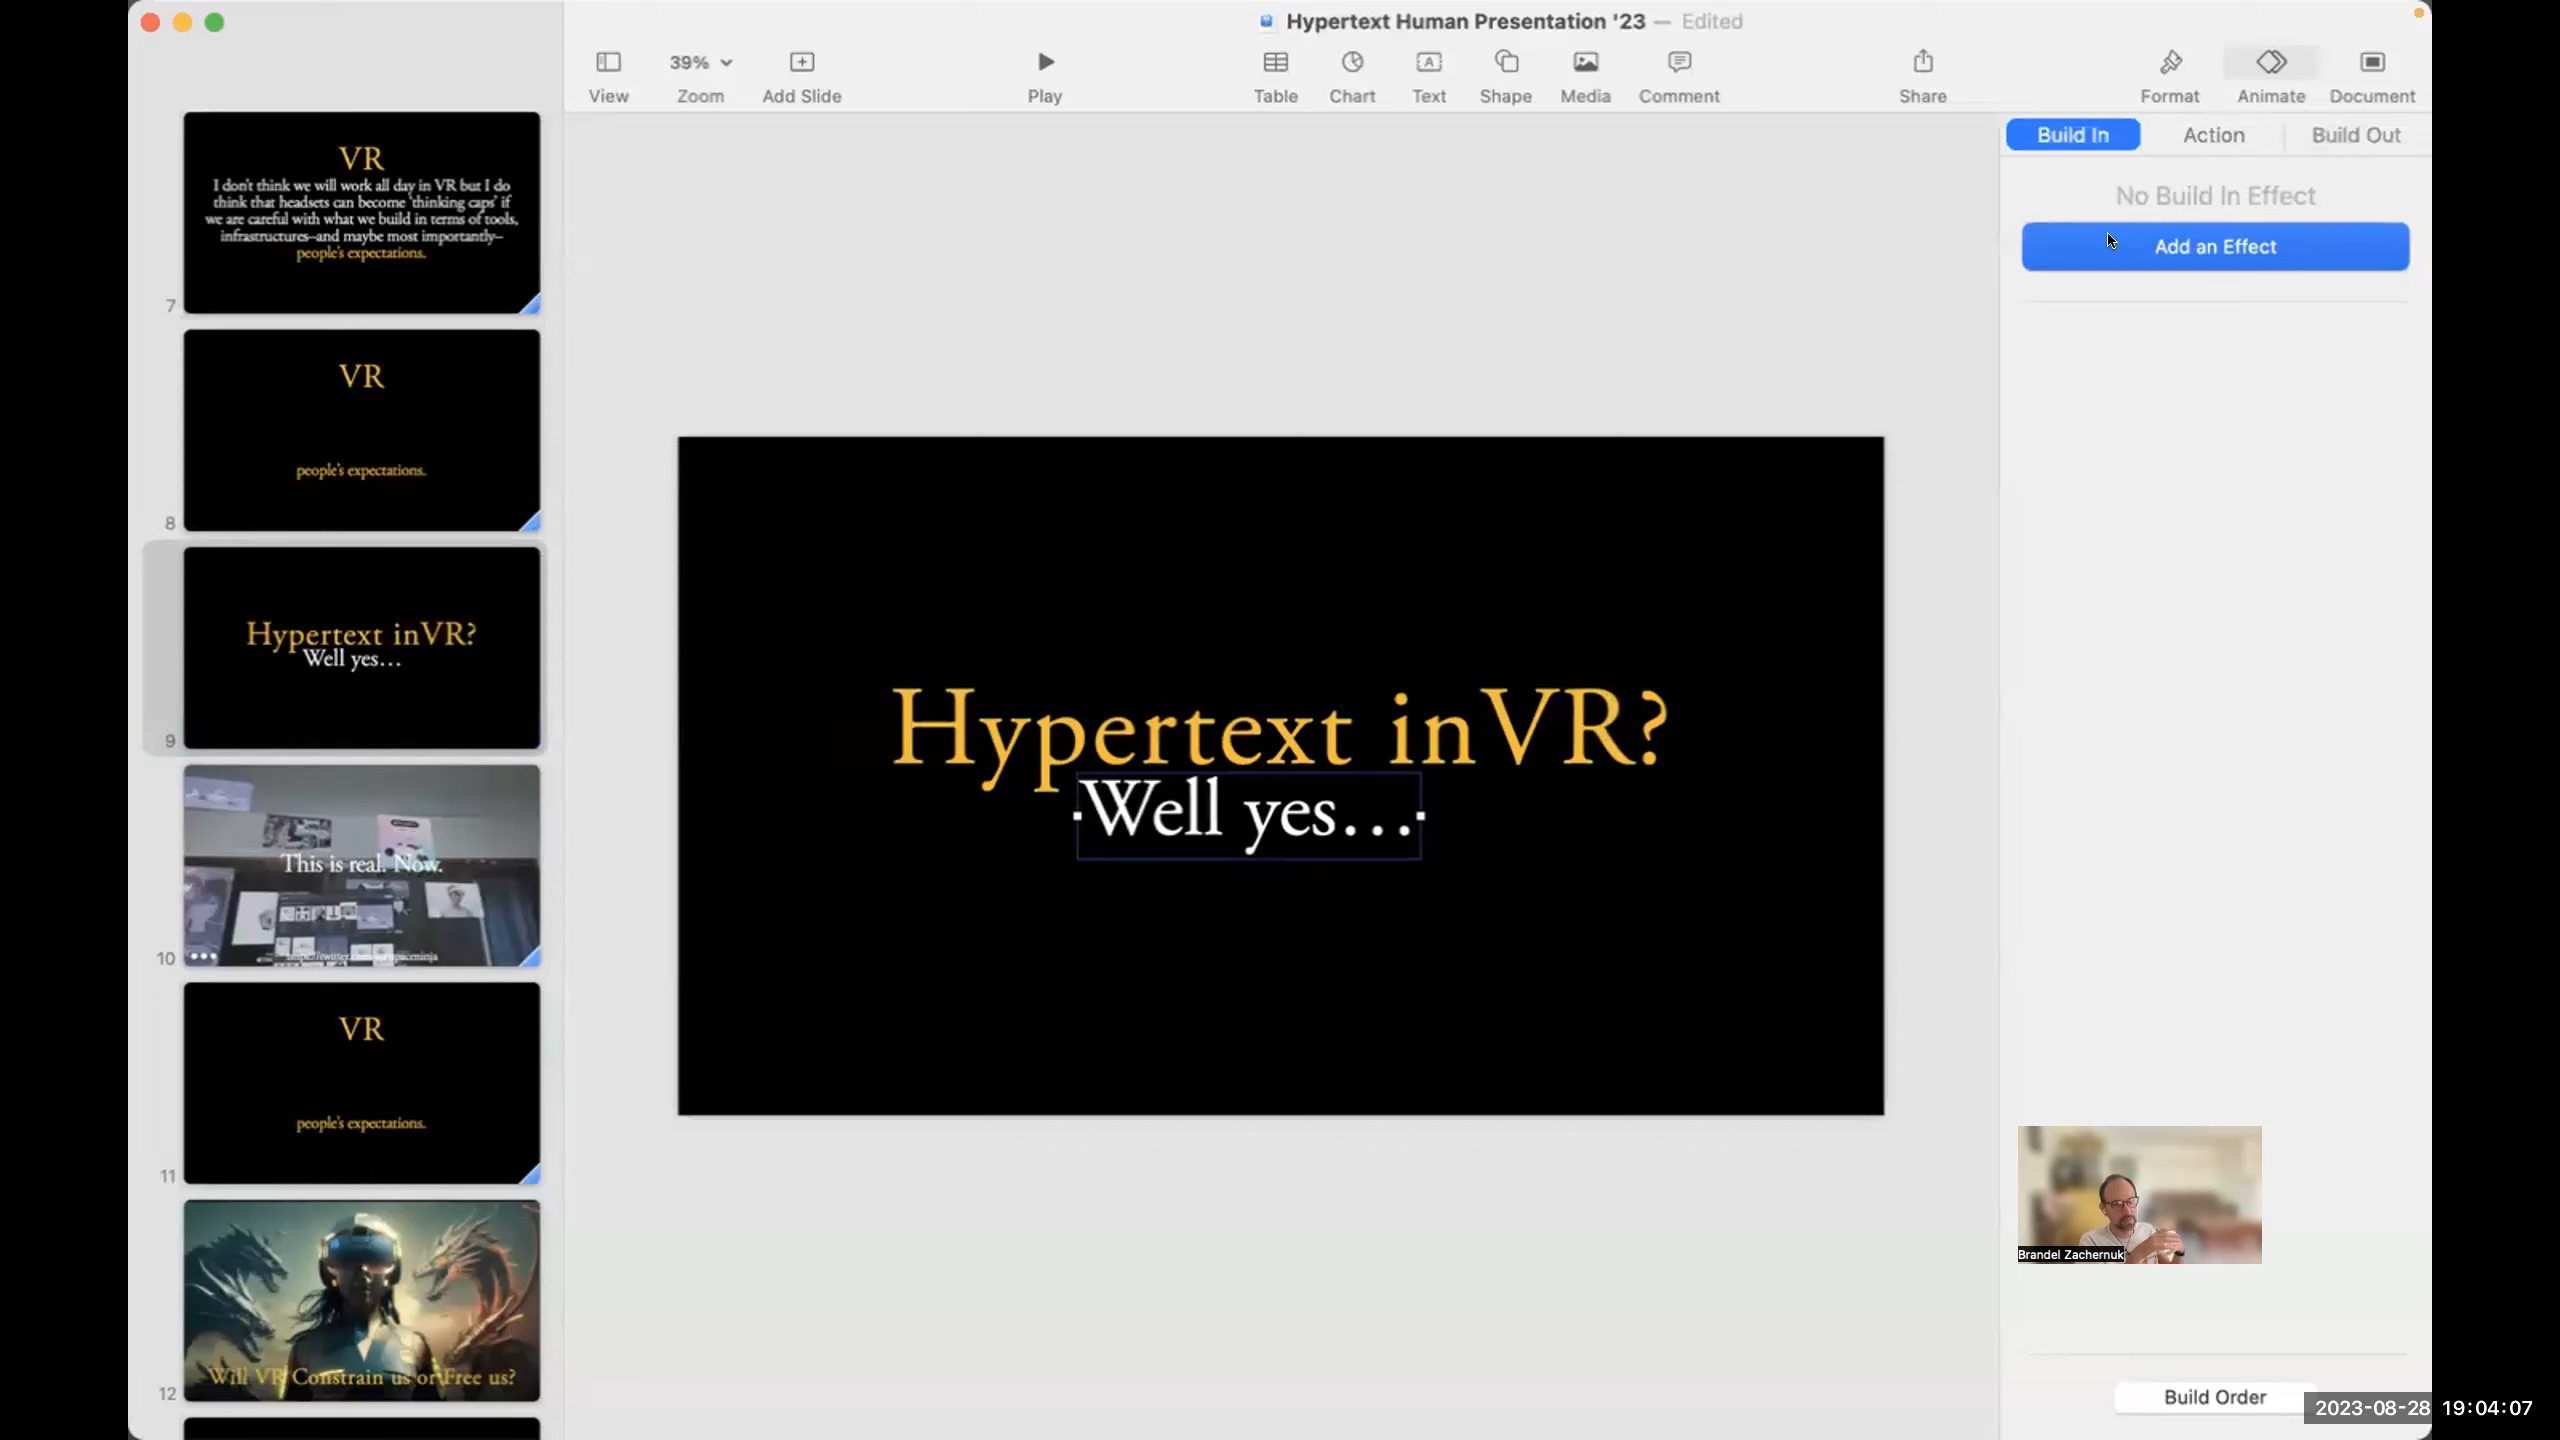 Hypertext Human Presentation '23 — Edited
39%
View
Zoom
Add Slide
Play
Table
Chart
Text
Shape
Media
Comment
Share
Format
Animate
Document
Build In
Action
Build Out
No Build In Effect
Add an Effect
VR
I don't think we will work all day in VR but I do
think that headsets can become 'thinking caps' if
we are careful with what we build in terms of tools,
infrastructures–and maybe most importantly–
people's expectations.
7
VR
people's expectations.
8
Hypertext inVR?
Well yes…
9
This is real. Now.
10
VR
people's expectations.
11
Will VR Constrain us or Free us?
12
Hypertext inVR?
Well yes…
Brandel Zachernuk
Build Order
2023-08-28 19:04:07